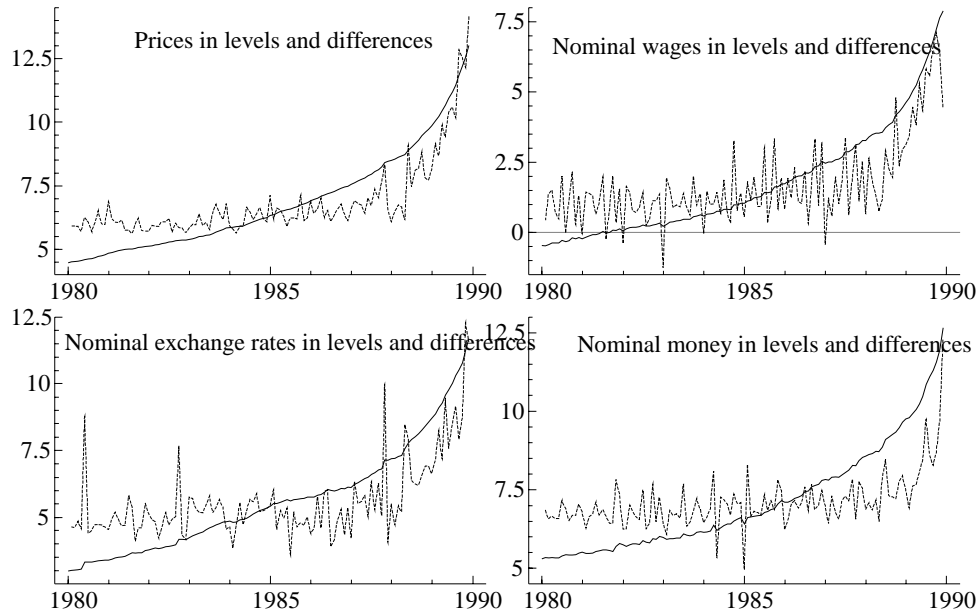 Prices in levels and differences
12.5
10
7.5
5
1980 1985 1990
Nominal wages in levels and differences
7.5
5
2.5
0
1980 1985 1990
Nominal exchange rates in levels and differences
12.5
10
7.5
5
1980 1985 1990
Nominal money in levels and differences
12.5
10
7.5
5
1980 1985 1990